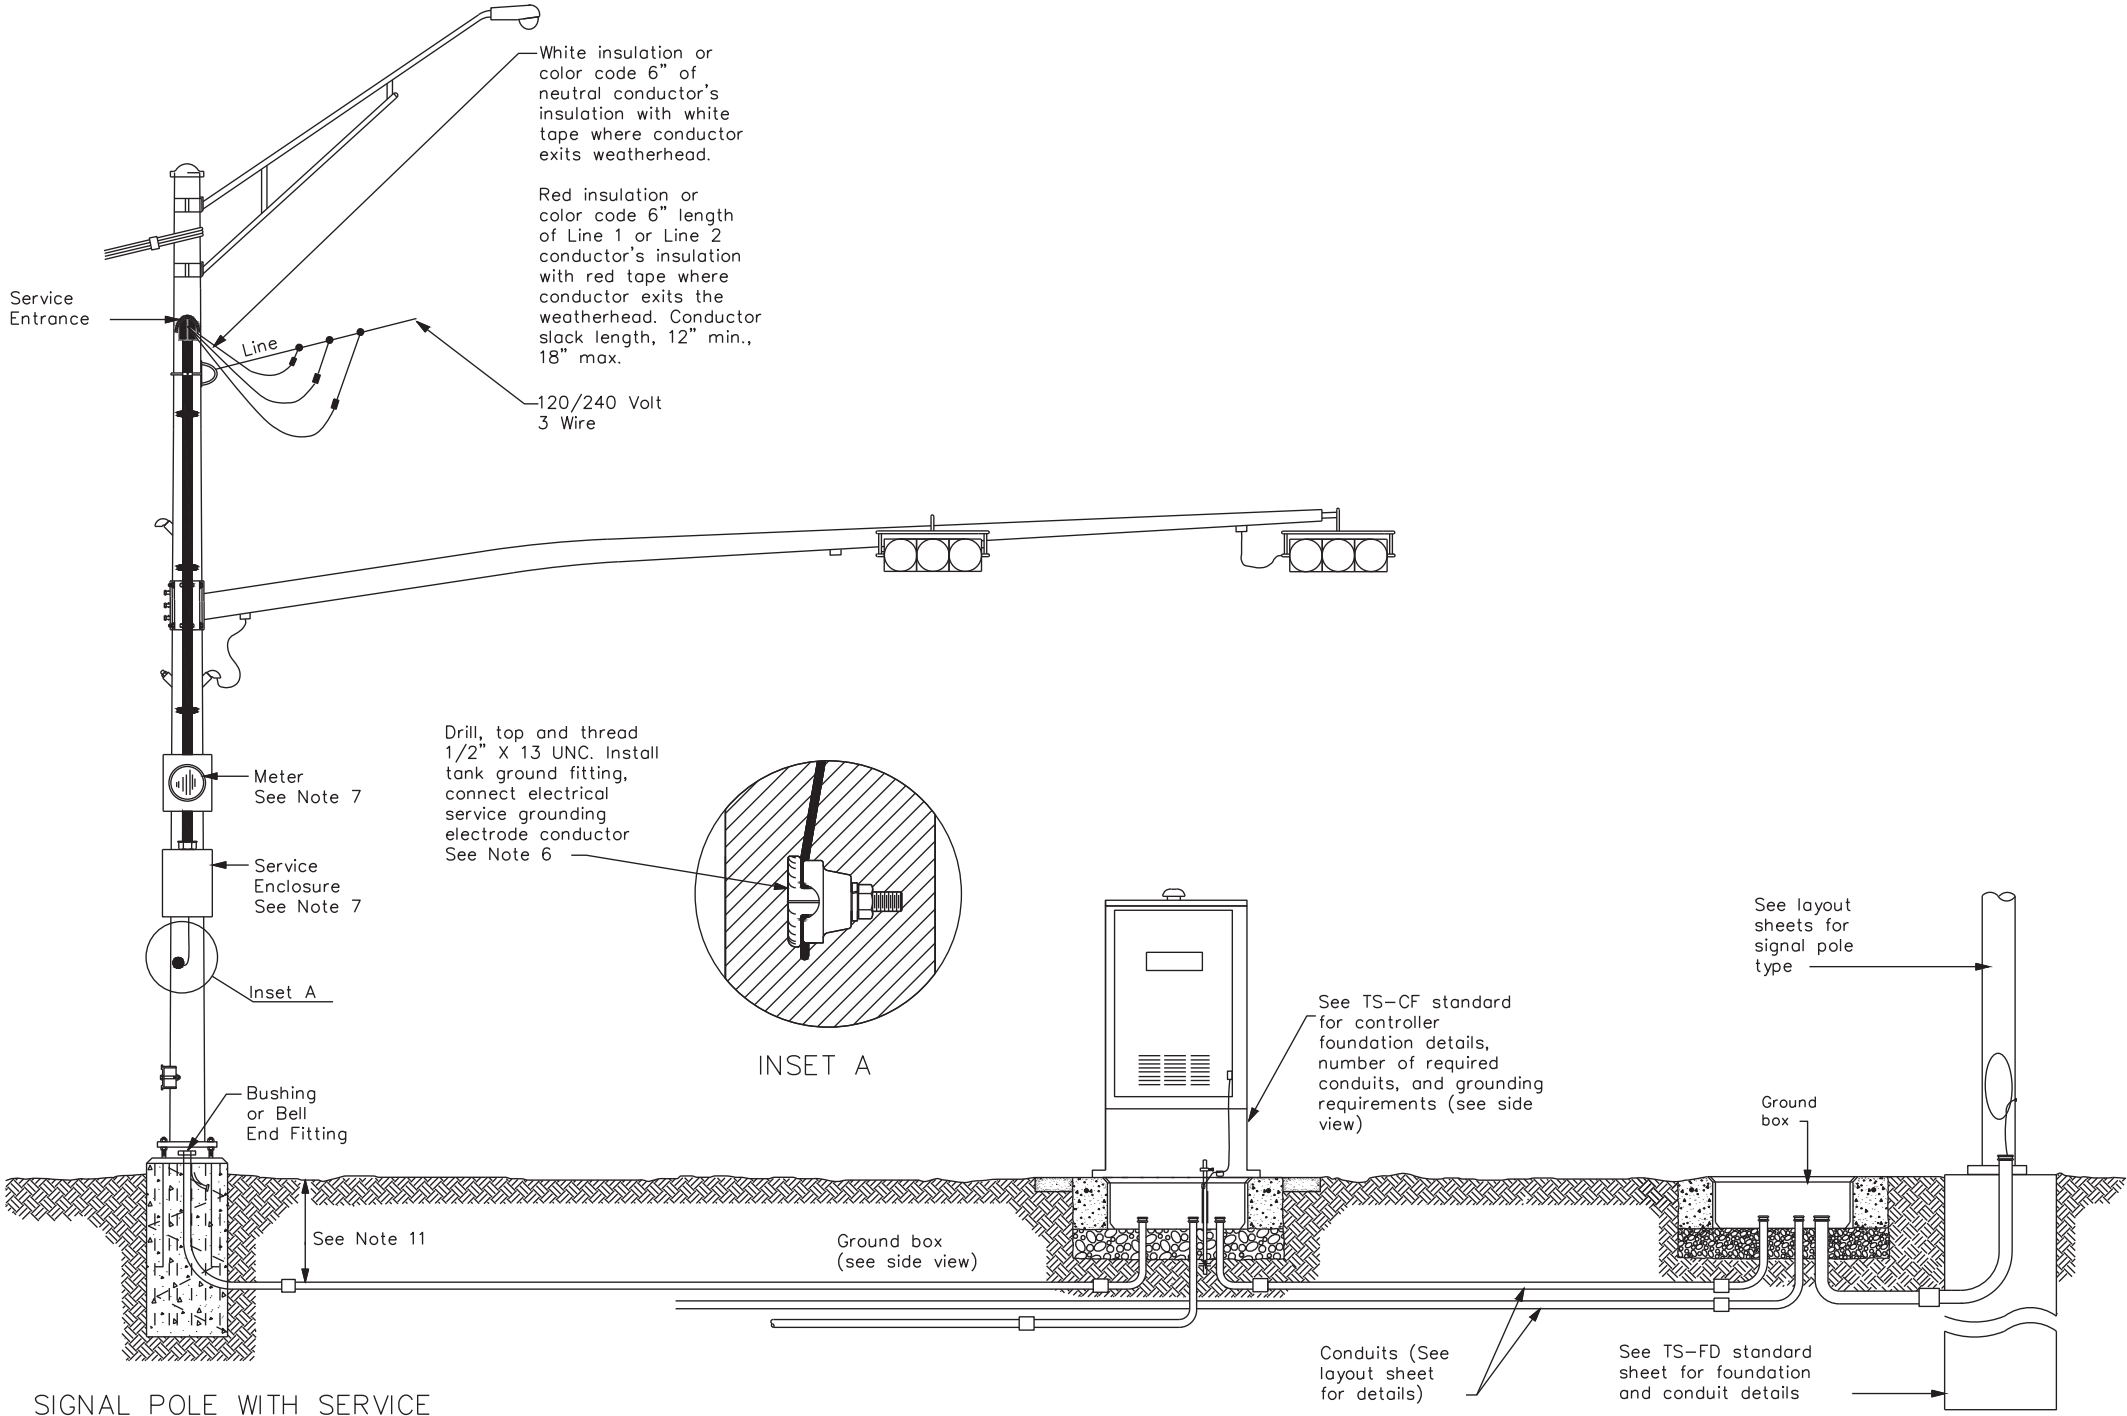 White insulation or
color code 6" of
neutral conductor's
insulation with white
tape where conductor
exits weatherhead.
Red insulation or
color code 6" length
of Line 1 or Line 2
conductor's insulation
with red tape where
conductor exits the
weatherhead. Conductor
slack length, 12" min.,
18" max.
Service
Entrance
Line
120/240 Volt
3 Wire
Drill, top and thread
1/2" X 13 UNC. Install
tank ground fitting,
connect electrical
service grounding
electrode conductor
See Note 6
Meter
See Note 7
Service
Enclosure
See Note 7
Inset A
INSET A
See layout
sheets for
signal pole
type
See TS-CF standard
for controller
foundation details,
number of required
conduits, and grounding
requirements (see side
view)
Bushing
or Bell
End Fitting
Ground
box
See Note 11
Ground box
(see side view)
Conduits (See
layout sheet
for details)
See TS-FD standard
sheet for foundation
and conduit details
SIGNAL POLE WITH SERVICE